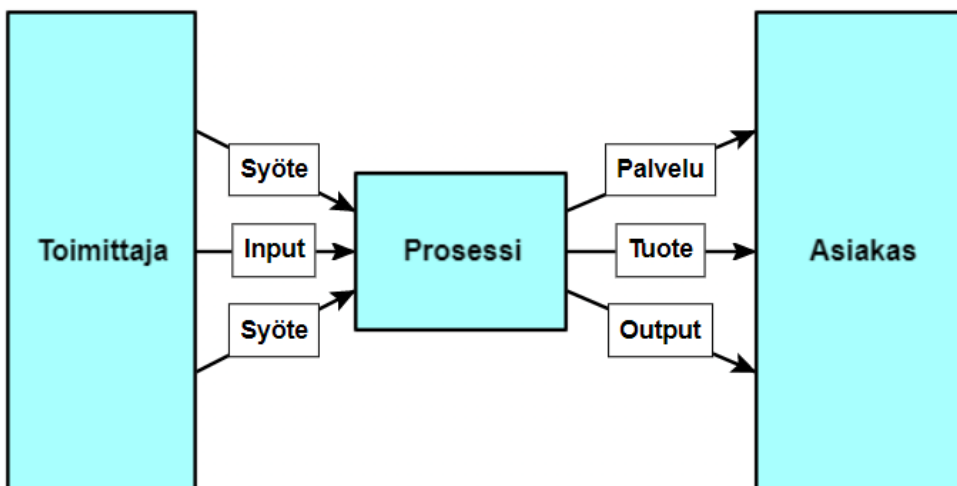 Toimittaja
Syöte
Input
Syöte
Prosessi
Palvelu
Tuote
Output
Asiakas